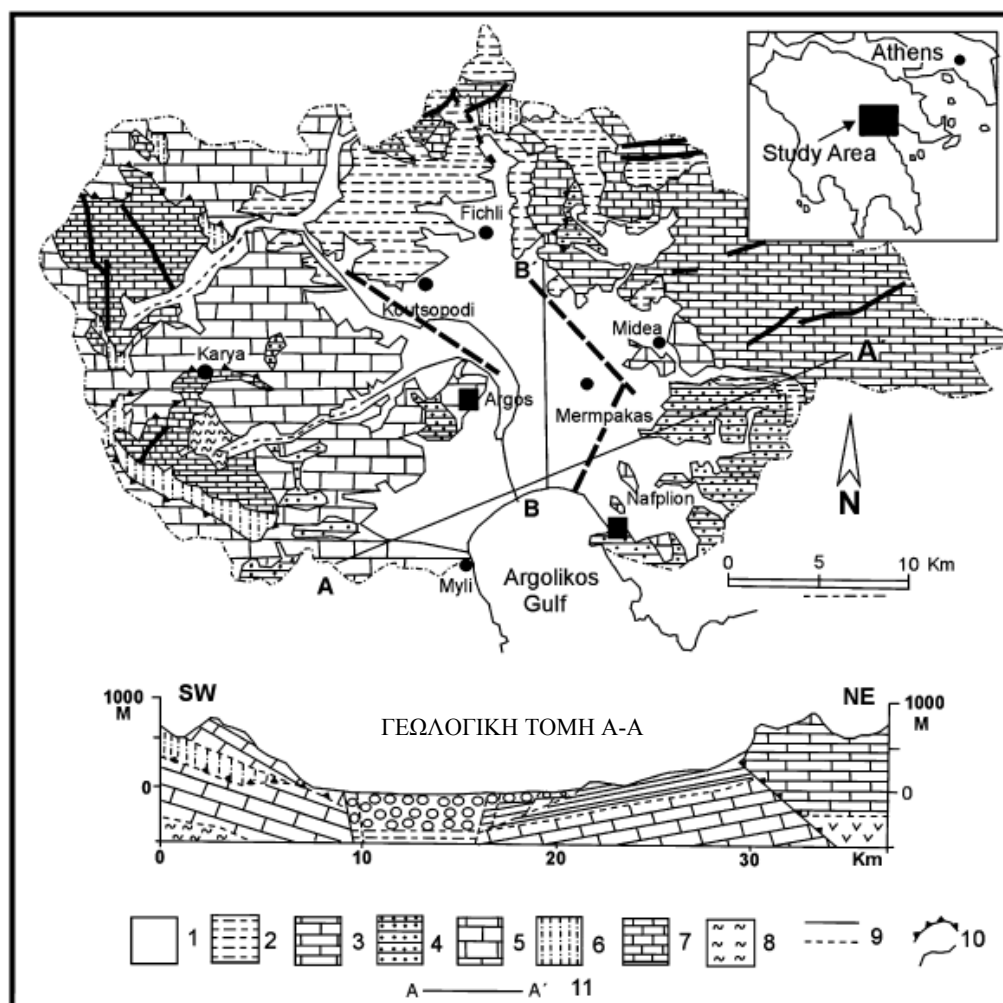 Athens
Study Area
Fichli
B´
Koutsopodi
Midea
A´
Karya
Argos
Mermpakas
N
B
Nafplion
A
Myli
Argolikos
Gulf
0 10 Km
SW NE
1000
M
ΓΕΩΛΟΓΙΚΗ ΤΟΜΗ Α-Α
1000
M
0 0
0 10 20 30 Km
1 2 3 4 5 6 7 8 9 10
A A´ 11